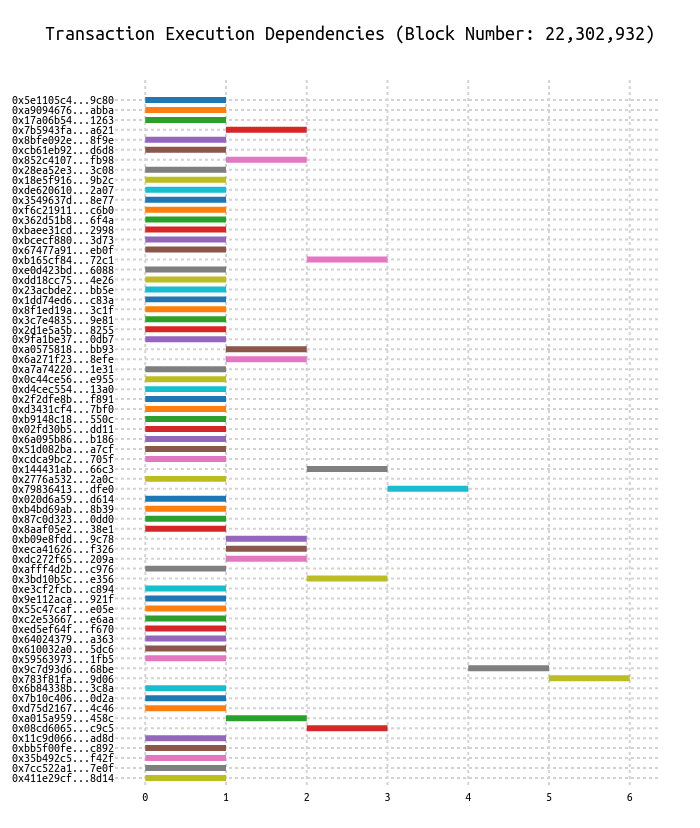 Transaction Execution Dependencies (Block Number: 22,302,932)
0x5e1105c4...9c80
0xa9094676...abba
0x17a06b54...1263
0x7b5943fa...a621
0x8bfe092e...8f9e
0xcb61eb92...d6d8
0x852c4107...fb98
0x28ea52e3...3c08
0x18e5f916...9b2c
0xde620610...2a07
0x3549637d...8e77
0xf6c21911...c6b0
0x362d51b8...6f4a
0xbaee31cd...2998
0xbcecf880...3d73
0x67477a91...eb0f
0xb165cf84...72c1
0xe0d423bd...6088
0xdd18cc75...4e26
0x23acbde2...bb5e
0x1dd74ed6...c83a
0x8f1ed19a...3c1f
0x3c7e4835...9e81
0x2d1e5a5b...8255
0x9fa1be37...0db7
0xa0575818...bb93
0x6a271f23...8efe
0xa7a74220...1e31
0x0c44ce56...e955
0xd4cec554...13a0
0x2f2dfe8b...f891
0xd3431cf4...7bf0
0xb9148c18...550c
0x02fd30b5...dd11
0x6a095b86...b186
0x51d082ba...a7cf
0xcdca9bc2...705f
0x144431ab...66c3
0x2776a532...2a0c
0x79836413...dfe0
0x020d6a59...d614
0xb4bd69ab...8b39
0x87c0d323...0dd0
0x8aaf05e2...38e1
0xb09e8fdd...9c78
0xeca41626...f326
0xdc272f65...209a
0xafff4d2b...c976
0x3bd10b5c...e356
0xe3cf2fcb...c894
0x9e112aca...921f
0x55c47caf...e05e
0xc2e53667...e6aa
0xed5ef64f...f670
0x64024379...a363
0x610032a0...5dc6
0x59563973...1fb5
0x9c7d93d6...68be
0x783f81fa...9d06
0x6b84338b...3c8a
0x7b10c406...0d2a
0xd75d2167...4c46
0xa015a959...458c
0x08cd6065...c9c5
0x11c9d066...ad8d
0xbb5f00fe...c892
0x35b492c5...f42f
0x7cc522a1...7e0f
0x411e29cf...8d14
0 1 2 3 4 5 6